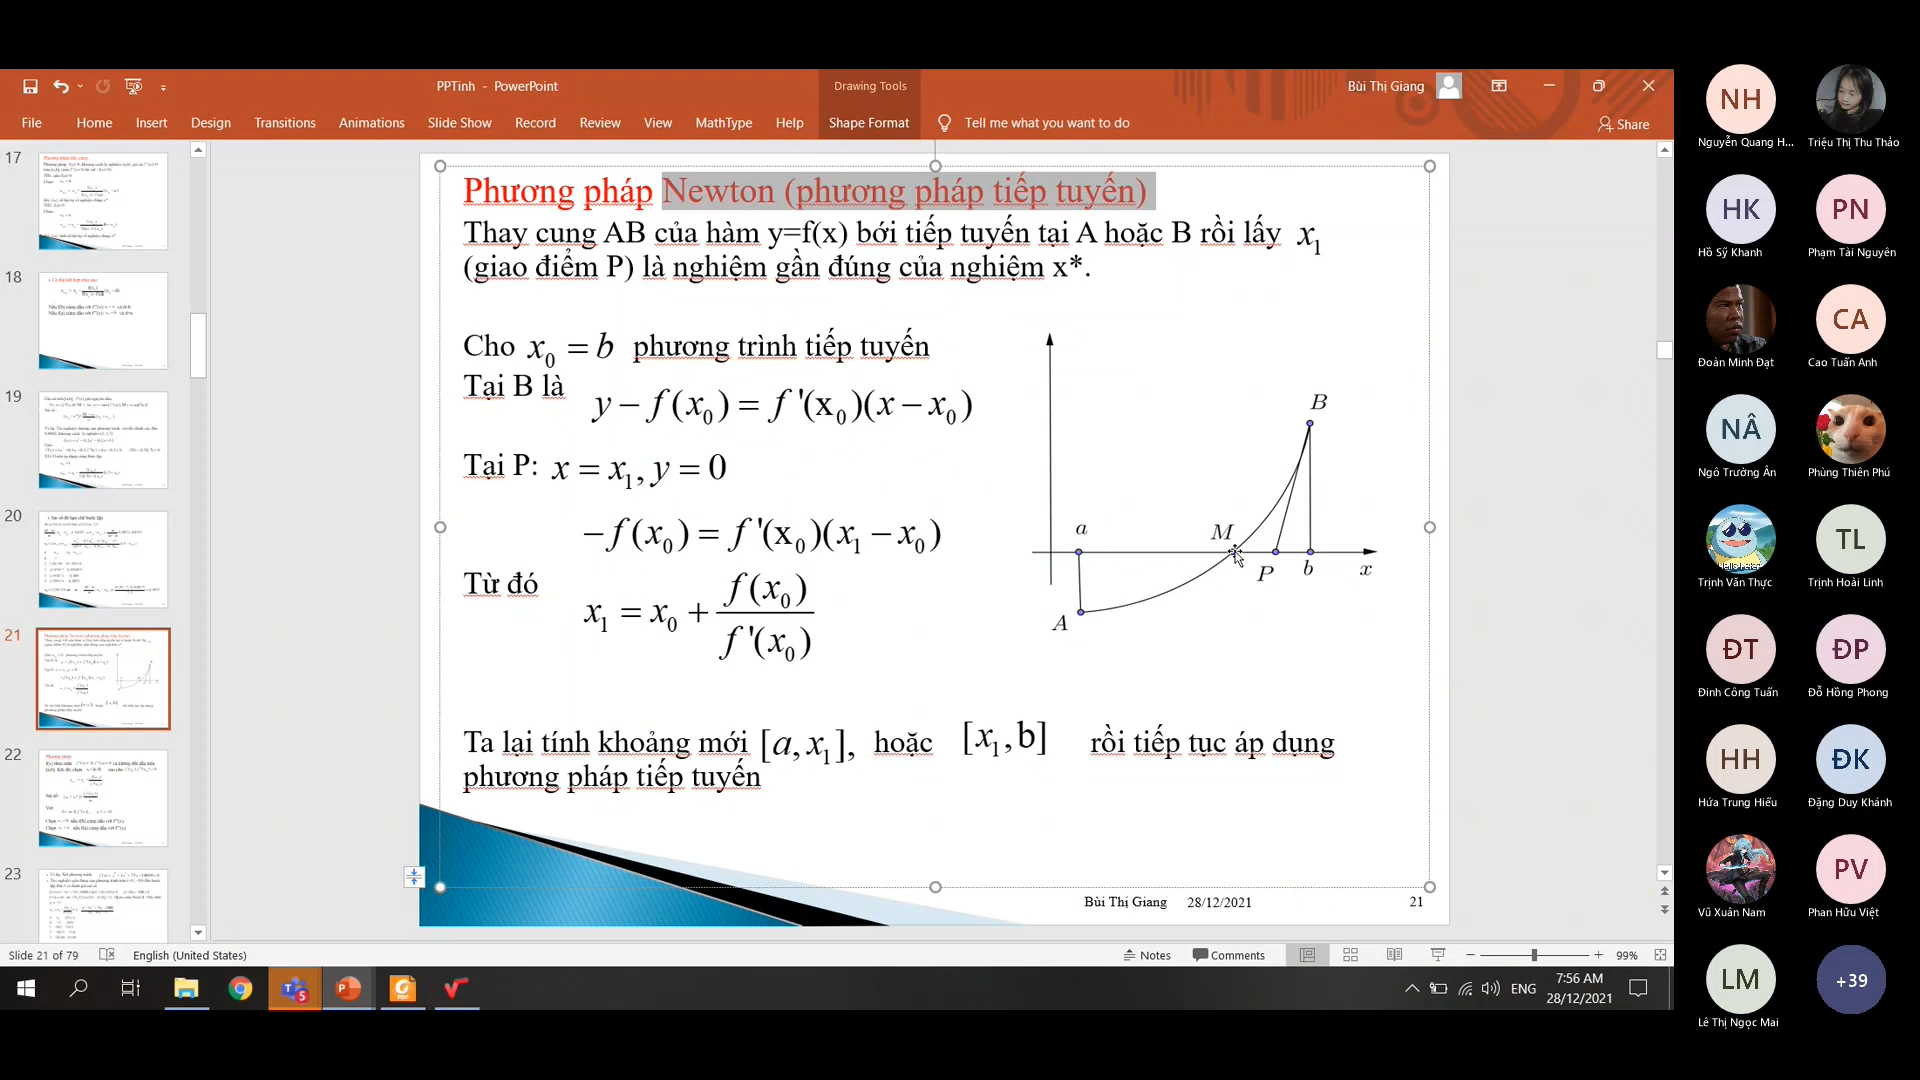 PPTinh - PowerPoint
Drawing Tools
Bùi Thị Giang
File Home Insert Design Transitions Animations Slide Show Record Review View MathType Help Shape Format Tell me what you want to do Share
17
18
19
20
21
22
23
Phương pháp Newton (phương pháp tiếp tuyến)
Thay cung AB của hàm y=f(x) bới tiếp tuyến tại A hoặc B rồi lấy x₁
(giao điểm P) là nghiệm gần đúng của nghiệm x*.
Cho x₀ = b phương trình tiếp tuyến
Tại B là
y − f(x₀) = f '(x₀)(x − x₀)
Tại P: x = x₁, y = 0
−f(x₀) = f '(x₀)(x₁ − x₀)
Từ đó
x₁ = x₀ + f(x₀) / f '(x₀)
B
a
M
P
b
x
A
Ta lại tính khoảng mới [a, x₁], hoặc [x₁, b] rồi tiếp tục áp dụng
phương pháp tiếp tuyến
Bùi Thị Giang 28/12/2021 21
Slide 21 of 79 English (United States) Notes Comments 99%
ENG
7:56 AM
28/12/2021
NH
Nguyễn Quang H...
Triệu Thị Thu Thảo
HK
Hồ Sỹ Khanh
PN
Phạm Tài Nguyên
Đoàn Minh Đạt
CA
Cao Tuấn Anh
NÂ
Ngô Trường Ân
Phùng Thiên Phú
Trịnh Văn Thực
TL
Trịnh Hoài Linh
ĐT
Đinh Công Tuấn
ĐP
Đỗ Hồng Phong
HH
Hứa Trung Hiếu
ĐK
Đặng Duy Khánh
Vũ Xuân Nam
PV
Phan Hữu Việt
LM
Lê Thị Ngọc Mai
+39